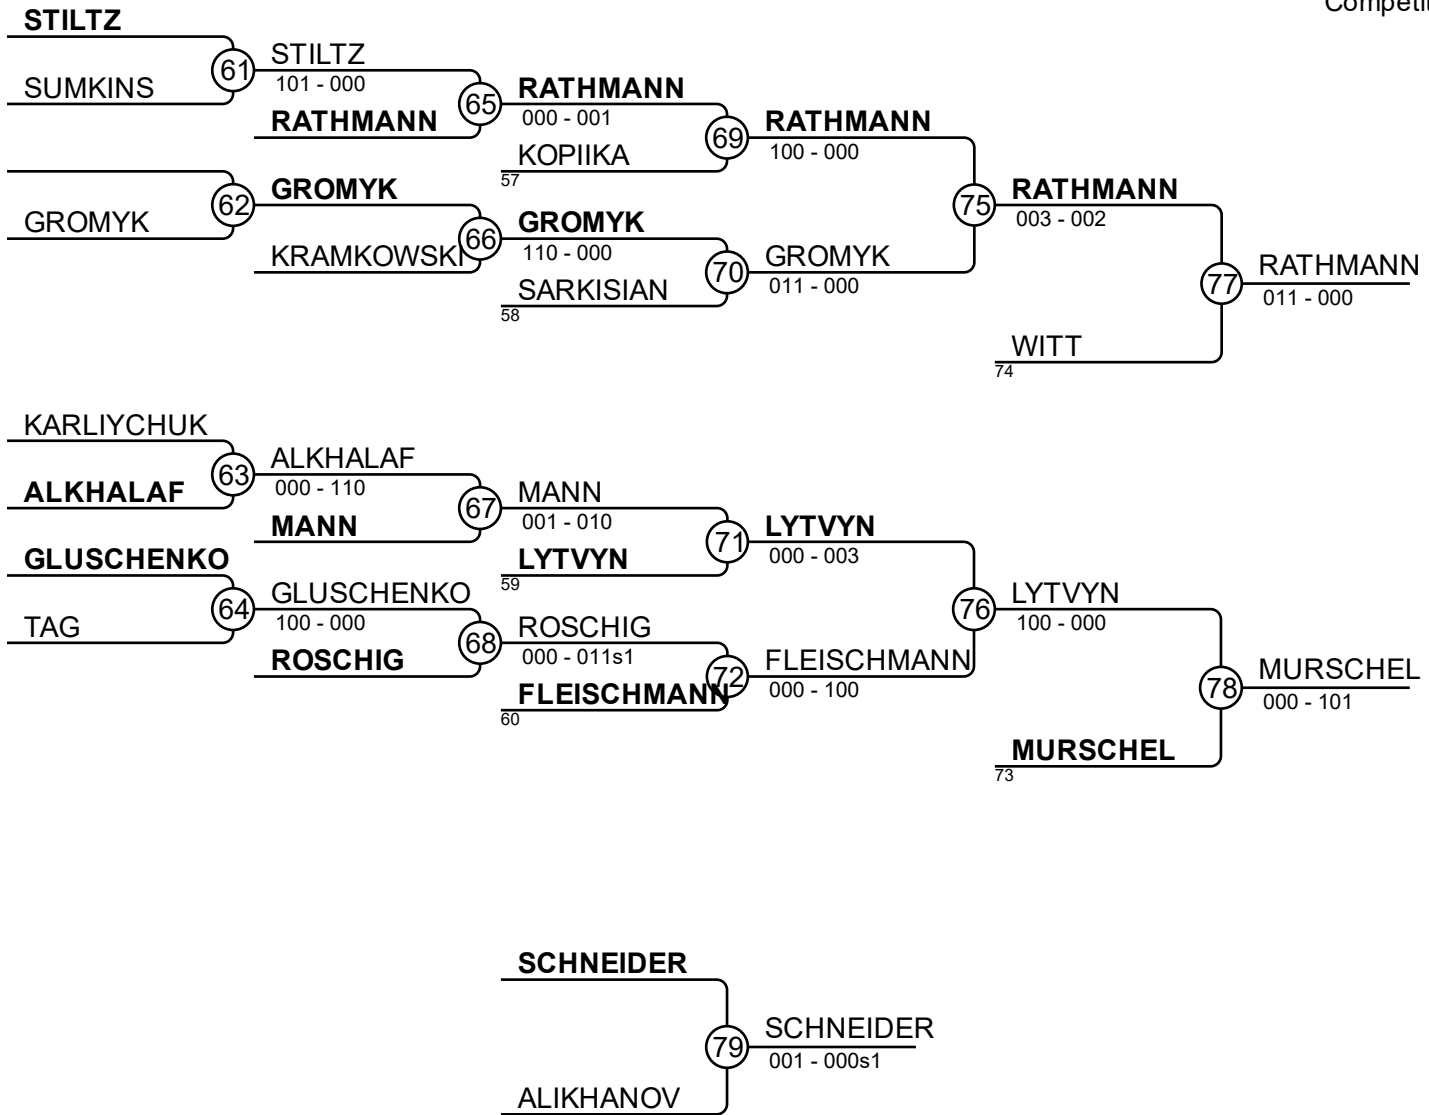 Competit
STILTZ
61
STILTZ
101 - 000
SUMKINS
65
RATHMANN
000 - 001
RATHMANN
69
RATHMANN
100 - 000
KOPIIKA
57
62
GROMYK
GROMYK
75
RATHMANN
003 - 002
66
GROMYK
110 - 000
KRAMKOWSKI
70
GROMYK
011 - 000
SARKISIAN
58
77
RATHMANN
011 - 000
WITT
74
KARLIYCHUK
63
ALKHALAF
000 - 110
ALKHALAF
67
MANN
001 - 010
MANN
71
LYTVYN
000 - 003
LYTVYN
59
GLUSCHENKO
64
GLUSCHENKO
100 - 000
TAG
76
LYTVYN
100 - 000
68
ROSCHIG
000 - 011s1
ROSCHIG
72
FLEISCHMANN
000 - 100
FLEISCHMANN
60
78
MURSCHEL
000 - 101
MURSCHEL
73
SCHNEIDER
79
SCHNEIDER
001 - 000s1
ALIKHANOV